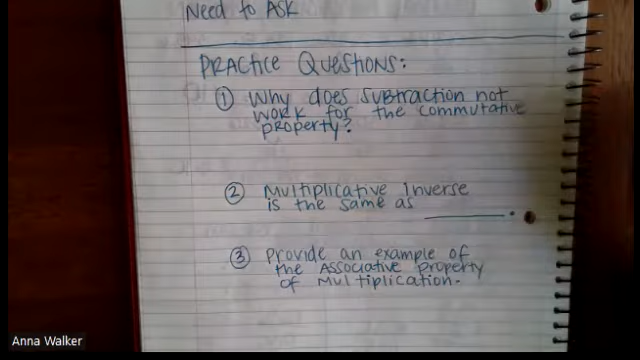 Need to Ask
Practice Questions:
① Why does subtraction not
work for the commutative
property?
② Multiplicative inverse
is the same as ________.
③ Provide an example of
the Associative property
of Multiplication.
Anna Walker